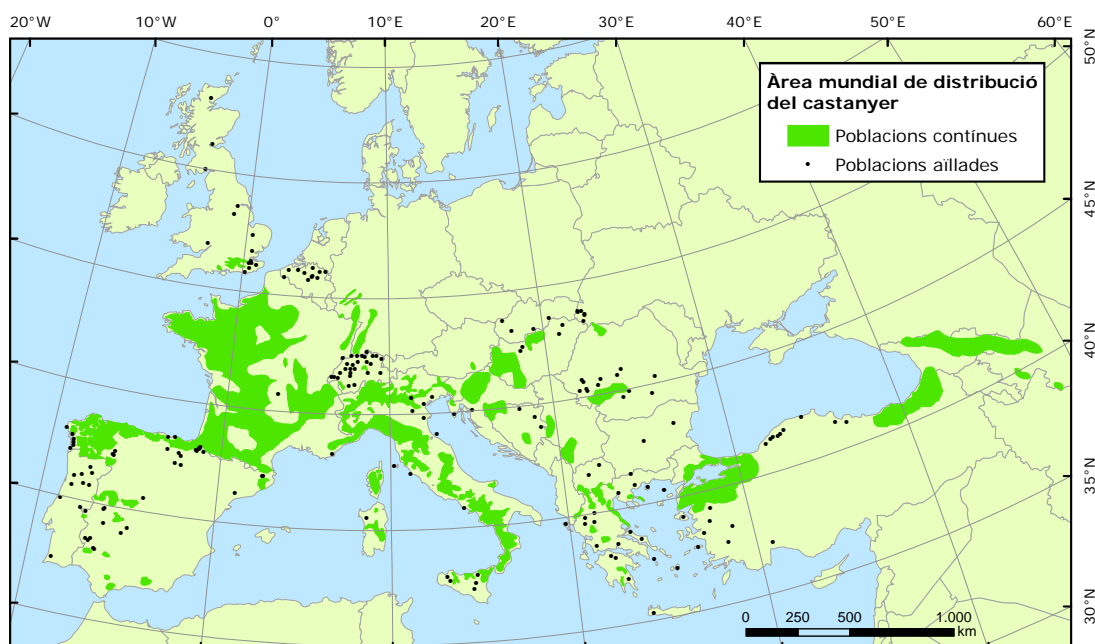 20°W 10°W 0° 10°E 20°E 30°E 40°E 50°E 60°E
50°N
45°N
40°N
35°N
30°N
Àrea mundial de distribució
del castanyer
Poblacions contínues
Poblacions aïllades
0 250 500 1.000
km